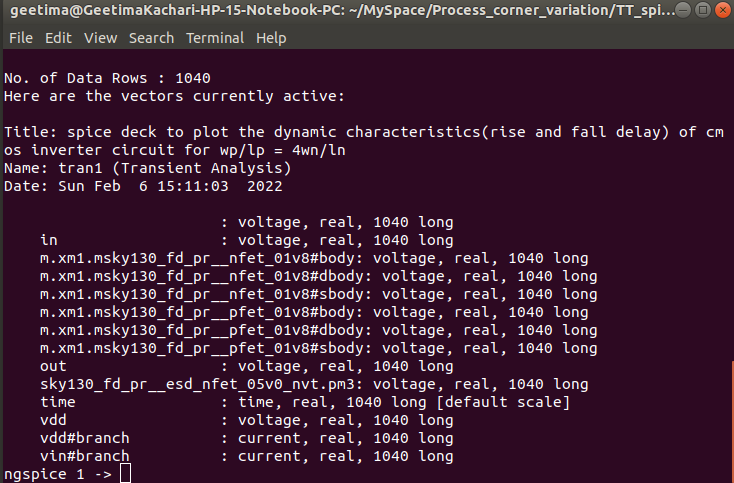 geetima@GeetimaKachari-HP-15-Notebook-PC: ~/MySpace/Process_corner_variation/TT_spi...
File Edit View Search Terminal Help
No. of Data Rows : 1040
Here are the vectors currently active:
Title: spice deck to plot the dynamic characteristics(rise and fall delay) of cm
os inverter circuit for wp/lp = 4wn/ln
Name: tran1 (Transient Analysis)
Date: Sun Feb  6 15:11:03  2022
                        : voltage, real, 1040 long
    in                  : voltage, real, 1040 long
    m.xm1.msky130_fd_pr__nfet_01v8#body: voltage, real, 1040 long
    m.xm1.msky130_fd_pr__nfet_01v8#dbody: voltage, real, 1040 long
    m.xm1.msky130_fd_pr__nfet_01v8#sbody: voltage, real, 1040 long
    m.xm1.msky130_fd_pr__pfet_01v8#body: voltage, real, 1040 long
    m.xm1.msky130_fd_pr__pfet_01v8#dbody: voltage, real, 1040 long
    m.xm1.msky130_fd_pr__pfet_01v8#sbody: voltage, real, 1040 long
    out                 : voltage, real, 1040 long
    sky130_fd_pr__esd_nfet_05v0_nvt.pm3: voltage, real, 1040 long
    time                : time, real, 1040 long [default scale]
    vdd                 : voltage, real, 1040 long
    vdd#branch          : current, real, 1040 long
    vin#branch          : current, real, 1040 long
ngspice 1 ->